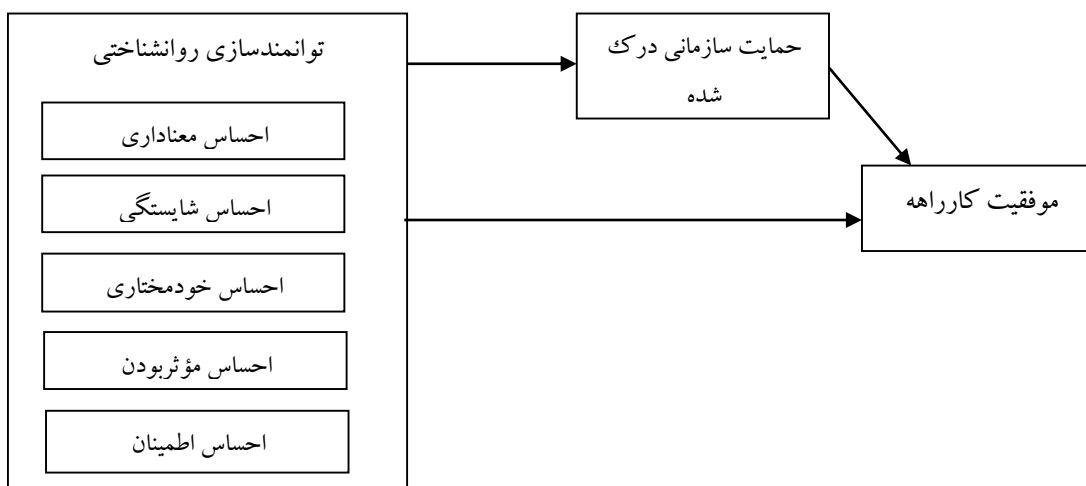 توانمندسازی روانشناختی
احساس معناداری
احساس شایستگی
احساس خودمختاری
احساس مؤثربودن
احساس اطمینان
حمایت سازمانی درک
شده
موفقیت کارراهه